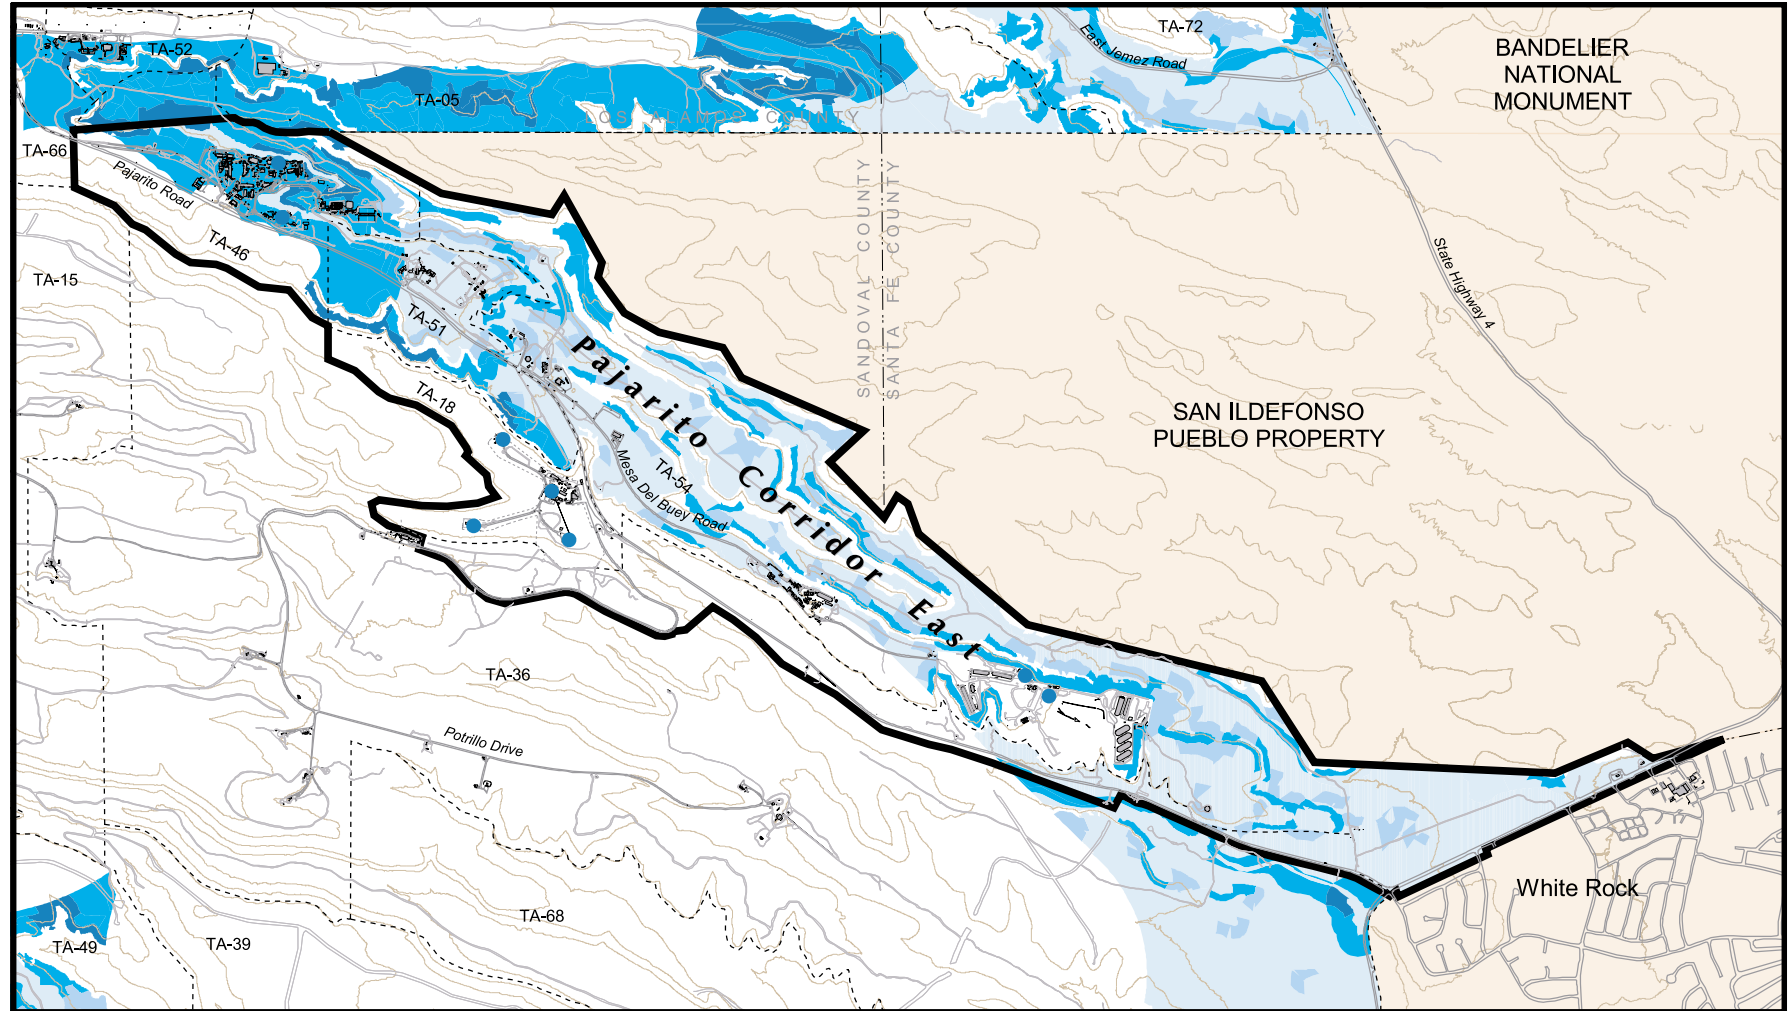 TA-52
TA-72
East Jemez Road
BANDELIER
NATIONAL
MONUMENT
TA-05
LOS ALAMOS COUNTY
TA-66
Pajarito Road
SANDOVAL COUNTY
SANTA FE COUNTY
TA-46
TA-15
State Highway 4
TA-51
Pajarito Corridor East
TA-18
SAN ILDEFONSO
PUEBLO PROPERTY
TA-54
Mesa Del Buey Road
TA-36
Potrillo Drive
White Rock
TA-68
TA-49
TA-39